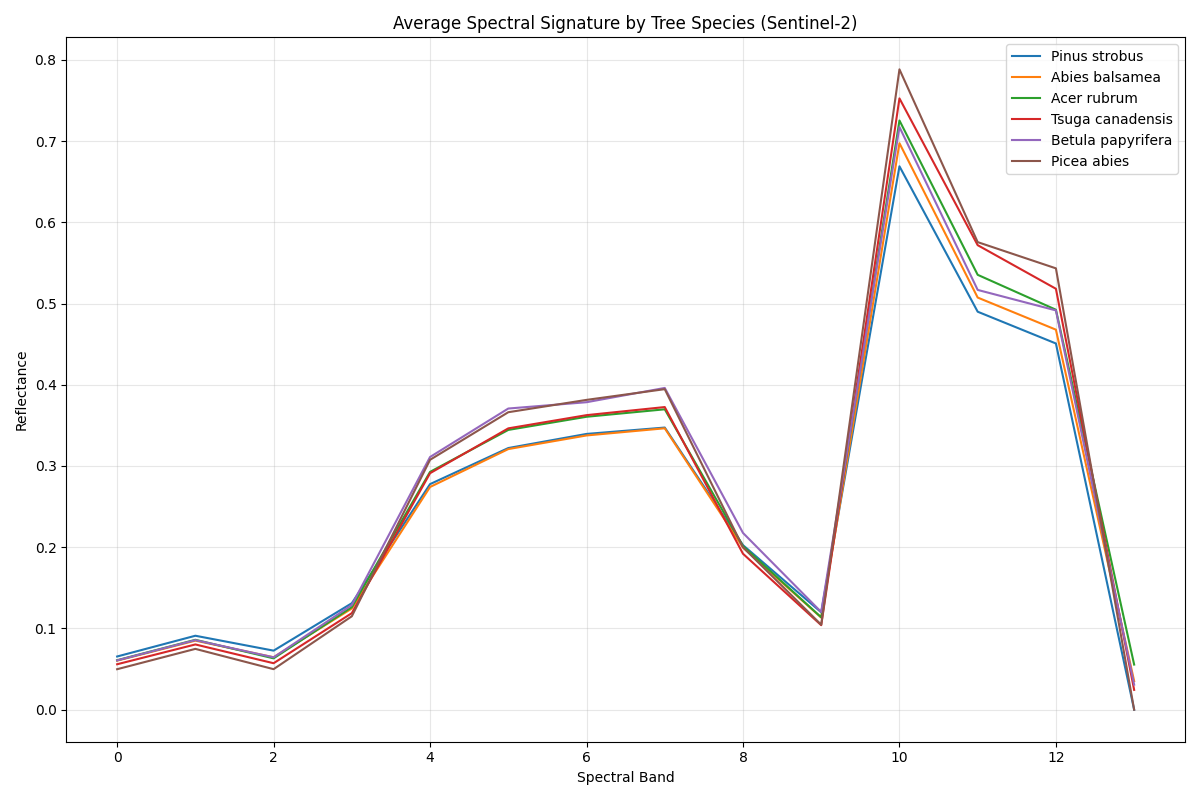 Average Spectral Signature by Tree Species (Sentinel-2)
Pinus strobus
Abies balsamea
Acer rubrum
Tsuga canadensis
Betula papyrifera
Picea abies
Reflectance
0.8
0.7
0.6
0.5
0.4
0.3
0.2
0.1
0.0
0 2 4 6 8 10 12
Spectral Band